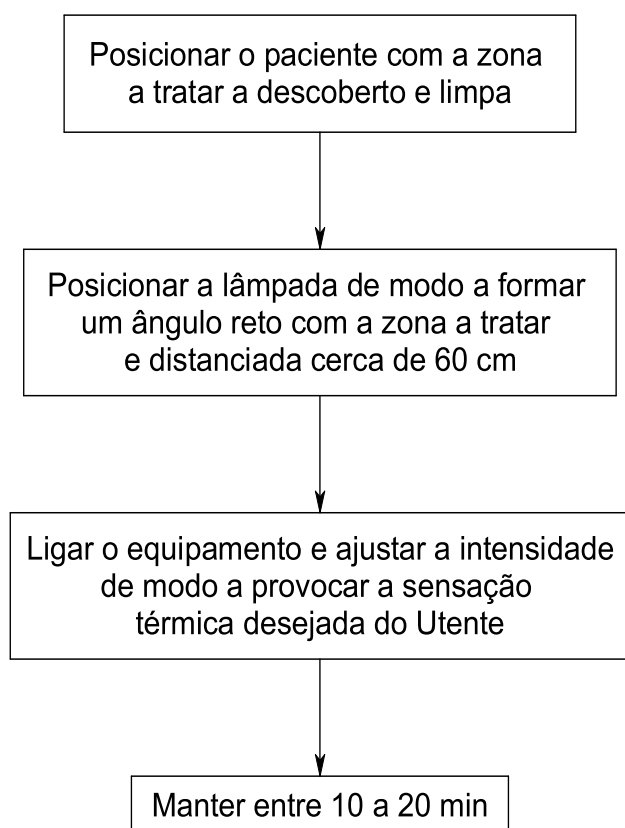 Posicionar o paciente com a zona
a tratar a descoberto e limpa
Posicionar a lâmpada de modo a formar
um ângulo reto com a zona a tratar
e distanciada cerca de 60 cm
Ligar o equipamento e ajustar a intensidade
de modo a provocar a sensação
térmica desejada do Utente
Manter entre 10 a 20 min